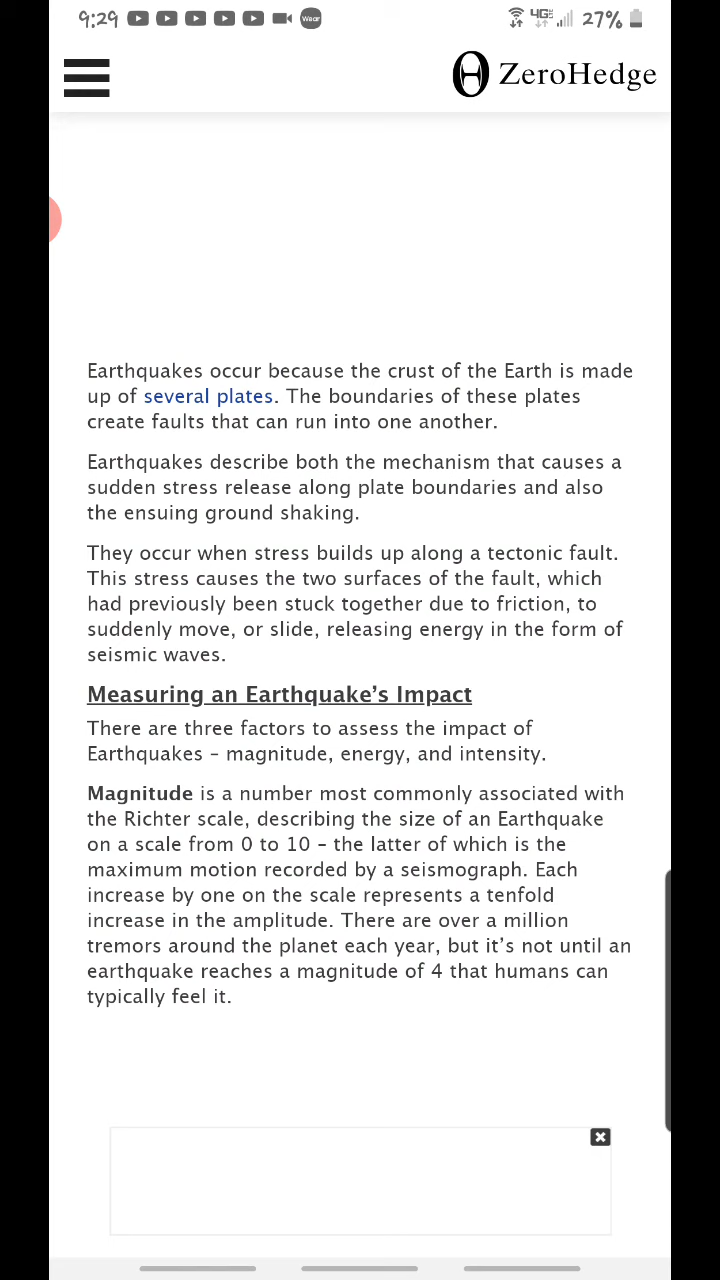 9:29 Wear 4GE 27%
ZeroHedge
Earthquakes occur because the crust of the Earth is made
up of several plates. The boundaries of these plates
create faults that can run into one another.
Earthquakes describe both the mechanism that causes a
sudden stress release along plate boundaries and also
the ensuing ground shaking.
They occur when stress builds up along a tectonic fault.
This stress causes the two surfaces of the fault, which
had previously been stuck together due to friction, to
suddenly move, or slide, releasing energy in the form of
seismic waves.
Measuring an Earthquake’s Impact
There are three factors to assess the impact of
Earthquakes – magnitude, energy, and intensity.
Magnitude is a number most commonly associated with
the Richter scale, describing the size of an Earthquake
on a scale from 0 to 10 – the latter of which is the
maximum motion recorded by a seismograph. Each
increase by one on the scale represents a tenfold
increase in the amplitude. There are over a million
tremors around the planet each year, but it’s not until an
earthquake reaches a magnitude of 4 that humans can
typically feel it.